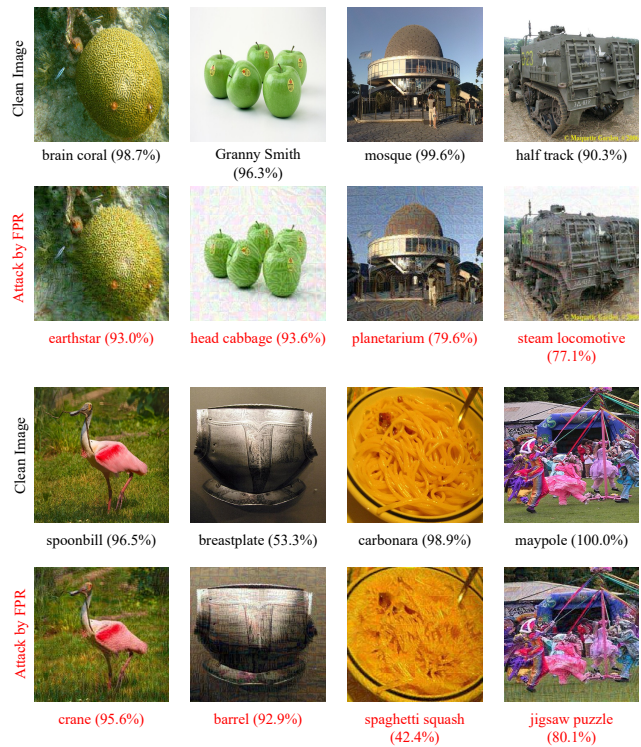 Clean Image
brain coral (98.7%)
Granny Smith
(96.3%)
mosque (99.6%)
half track (90.3%)
Attack by FPR
earthstar (93.0%)
head cabbage (93.6%)
planetarium (79.6%)
steam locomotive
(77.1%)
Clean Image
spoonbill (96.5%)
breastplate (53.3%)
carbonara (98.9%)
maypole (100.0%)
Attack by FPR
crane (95.6%)
barrel (92.9%)
spaghetti squash
(42.4%)
jigsaw puzzle
(80.1%)